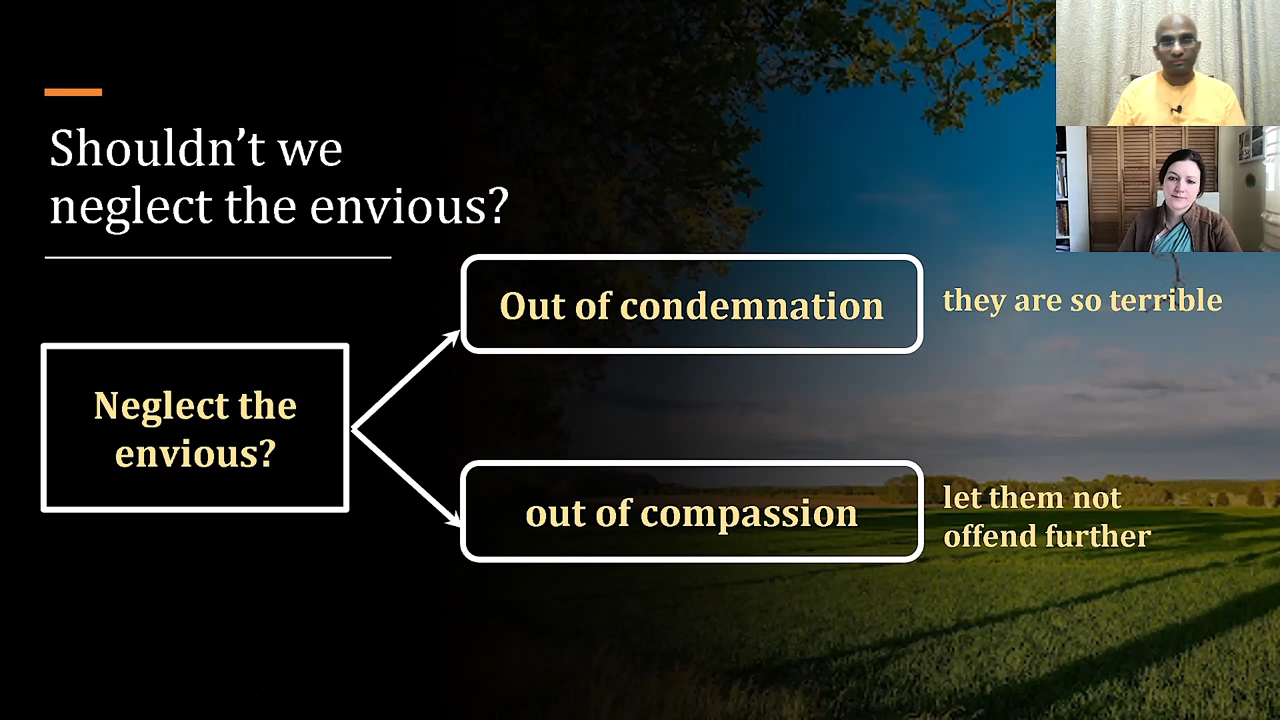 Shouldn’t we
neglect the envious?
Neglect the
envious?
Out of condemnation
they are so terrible
out of compassion
let them not
offend further